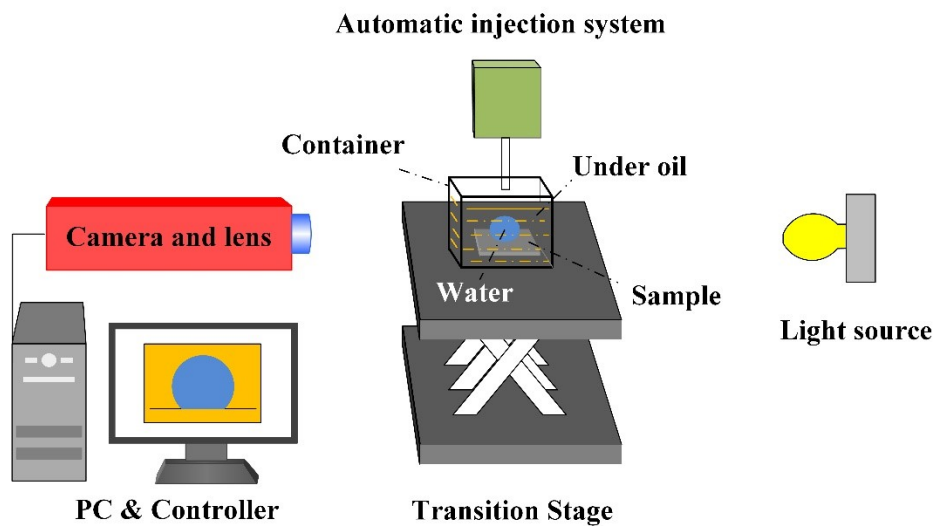 Automatic injection system
Container
Under oil
Camera and lens
Water
Sample
Light source
PC & Controller
Transition Stage